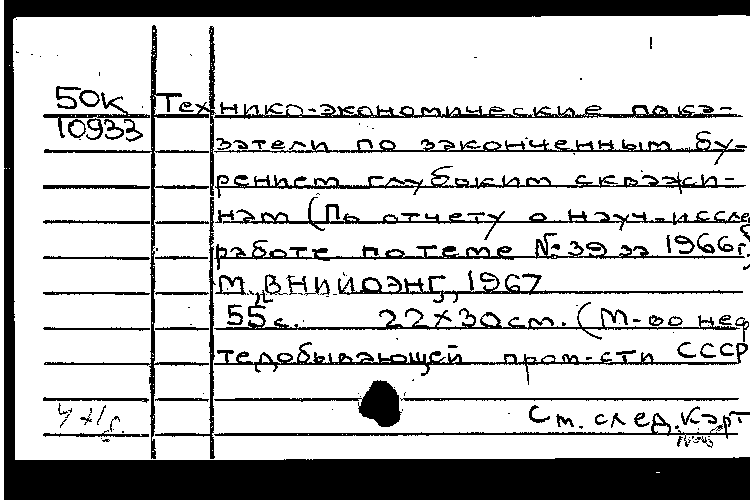 50к Технико-экономические пока-
10933 затели по законченным бу-
рением глубоким скважи-
нам (По отчету о науч.-иссле
работе по теме № 39 за 1966г.)
М., ВНИИОЭНГ, 1967
55 с. 22×30 см. (М-во неф
тедобывающей пром-сти СССР
См. след. карт